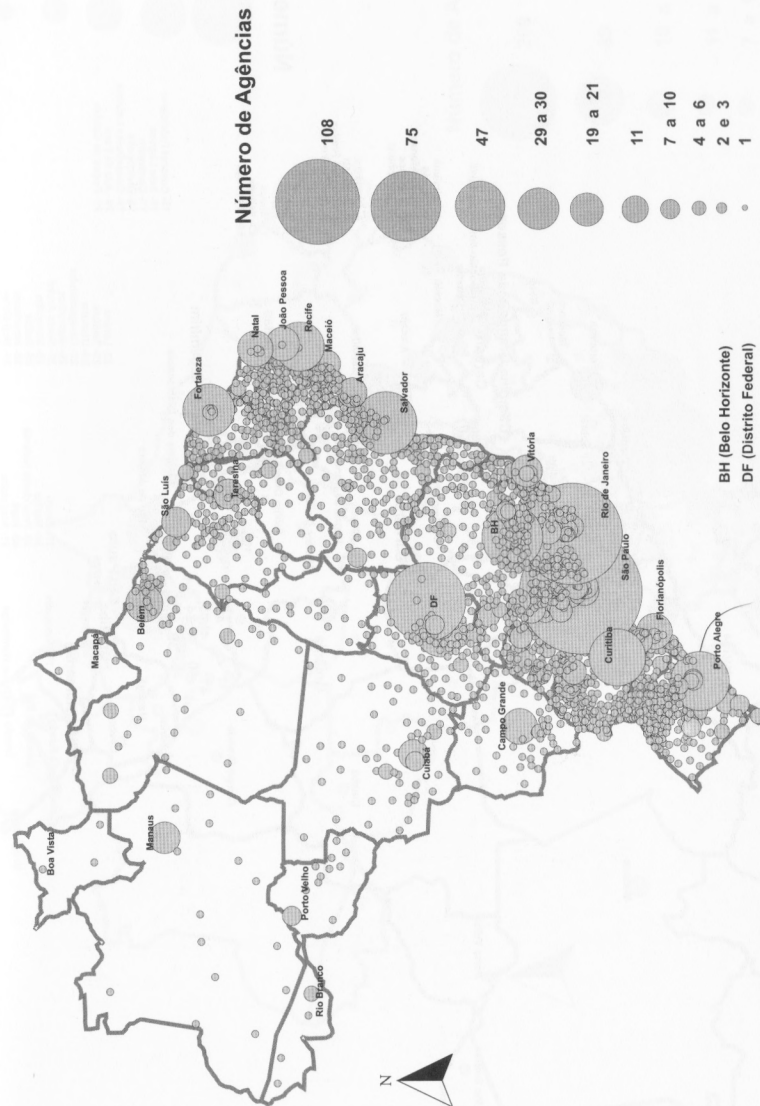 Número de Agências
108
75
47
29 a 30
19 a 21
11
7 a 10
4 a 6
2 e 3
1
BH (Belo Horizonte)
DF (Distrito Federal)
N
Boa Vista
Macapá
Manaus
Belém
São Luís
Teresina
Fortaleza
Natal
João Pessoa
Recife
Maceió
Aracaju
Salvador
Porto Velho
Rio Branco
Cuiabá
DF
Campo Grande
BH
Vitória
Rio de Janeiro
São Paulo
Curitiba
Florianópolis
Porto Alegre